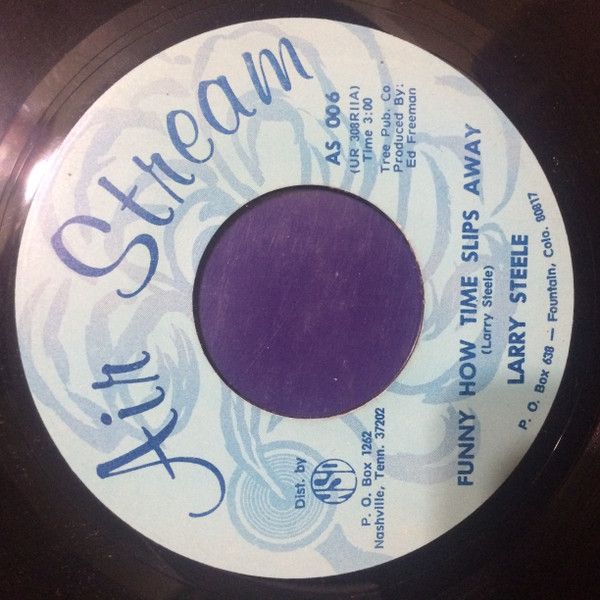 Air Stream
AS 006
(UR 308R11A)
Time 3:00
Tree Pub. Co
Produced By:
Ed Freeman
Dist. by
NSD
P. O. Box 1262
Nashville, Tenn. 37202
FUNNY HOW TIME SLIPS AWAY
(Larry Steele)
LARRY STEELE
P. O. Box 638 — Fountain, Colo. 80817